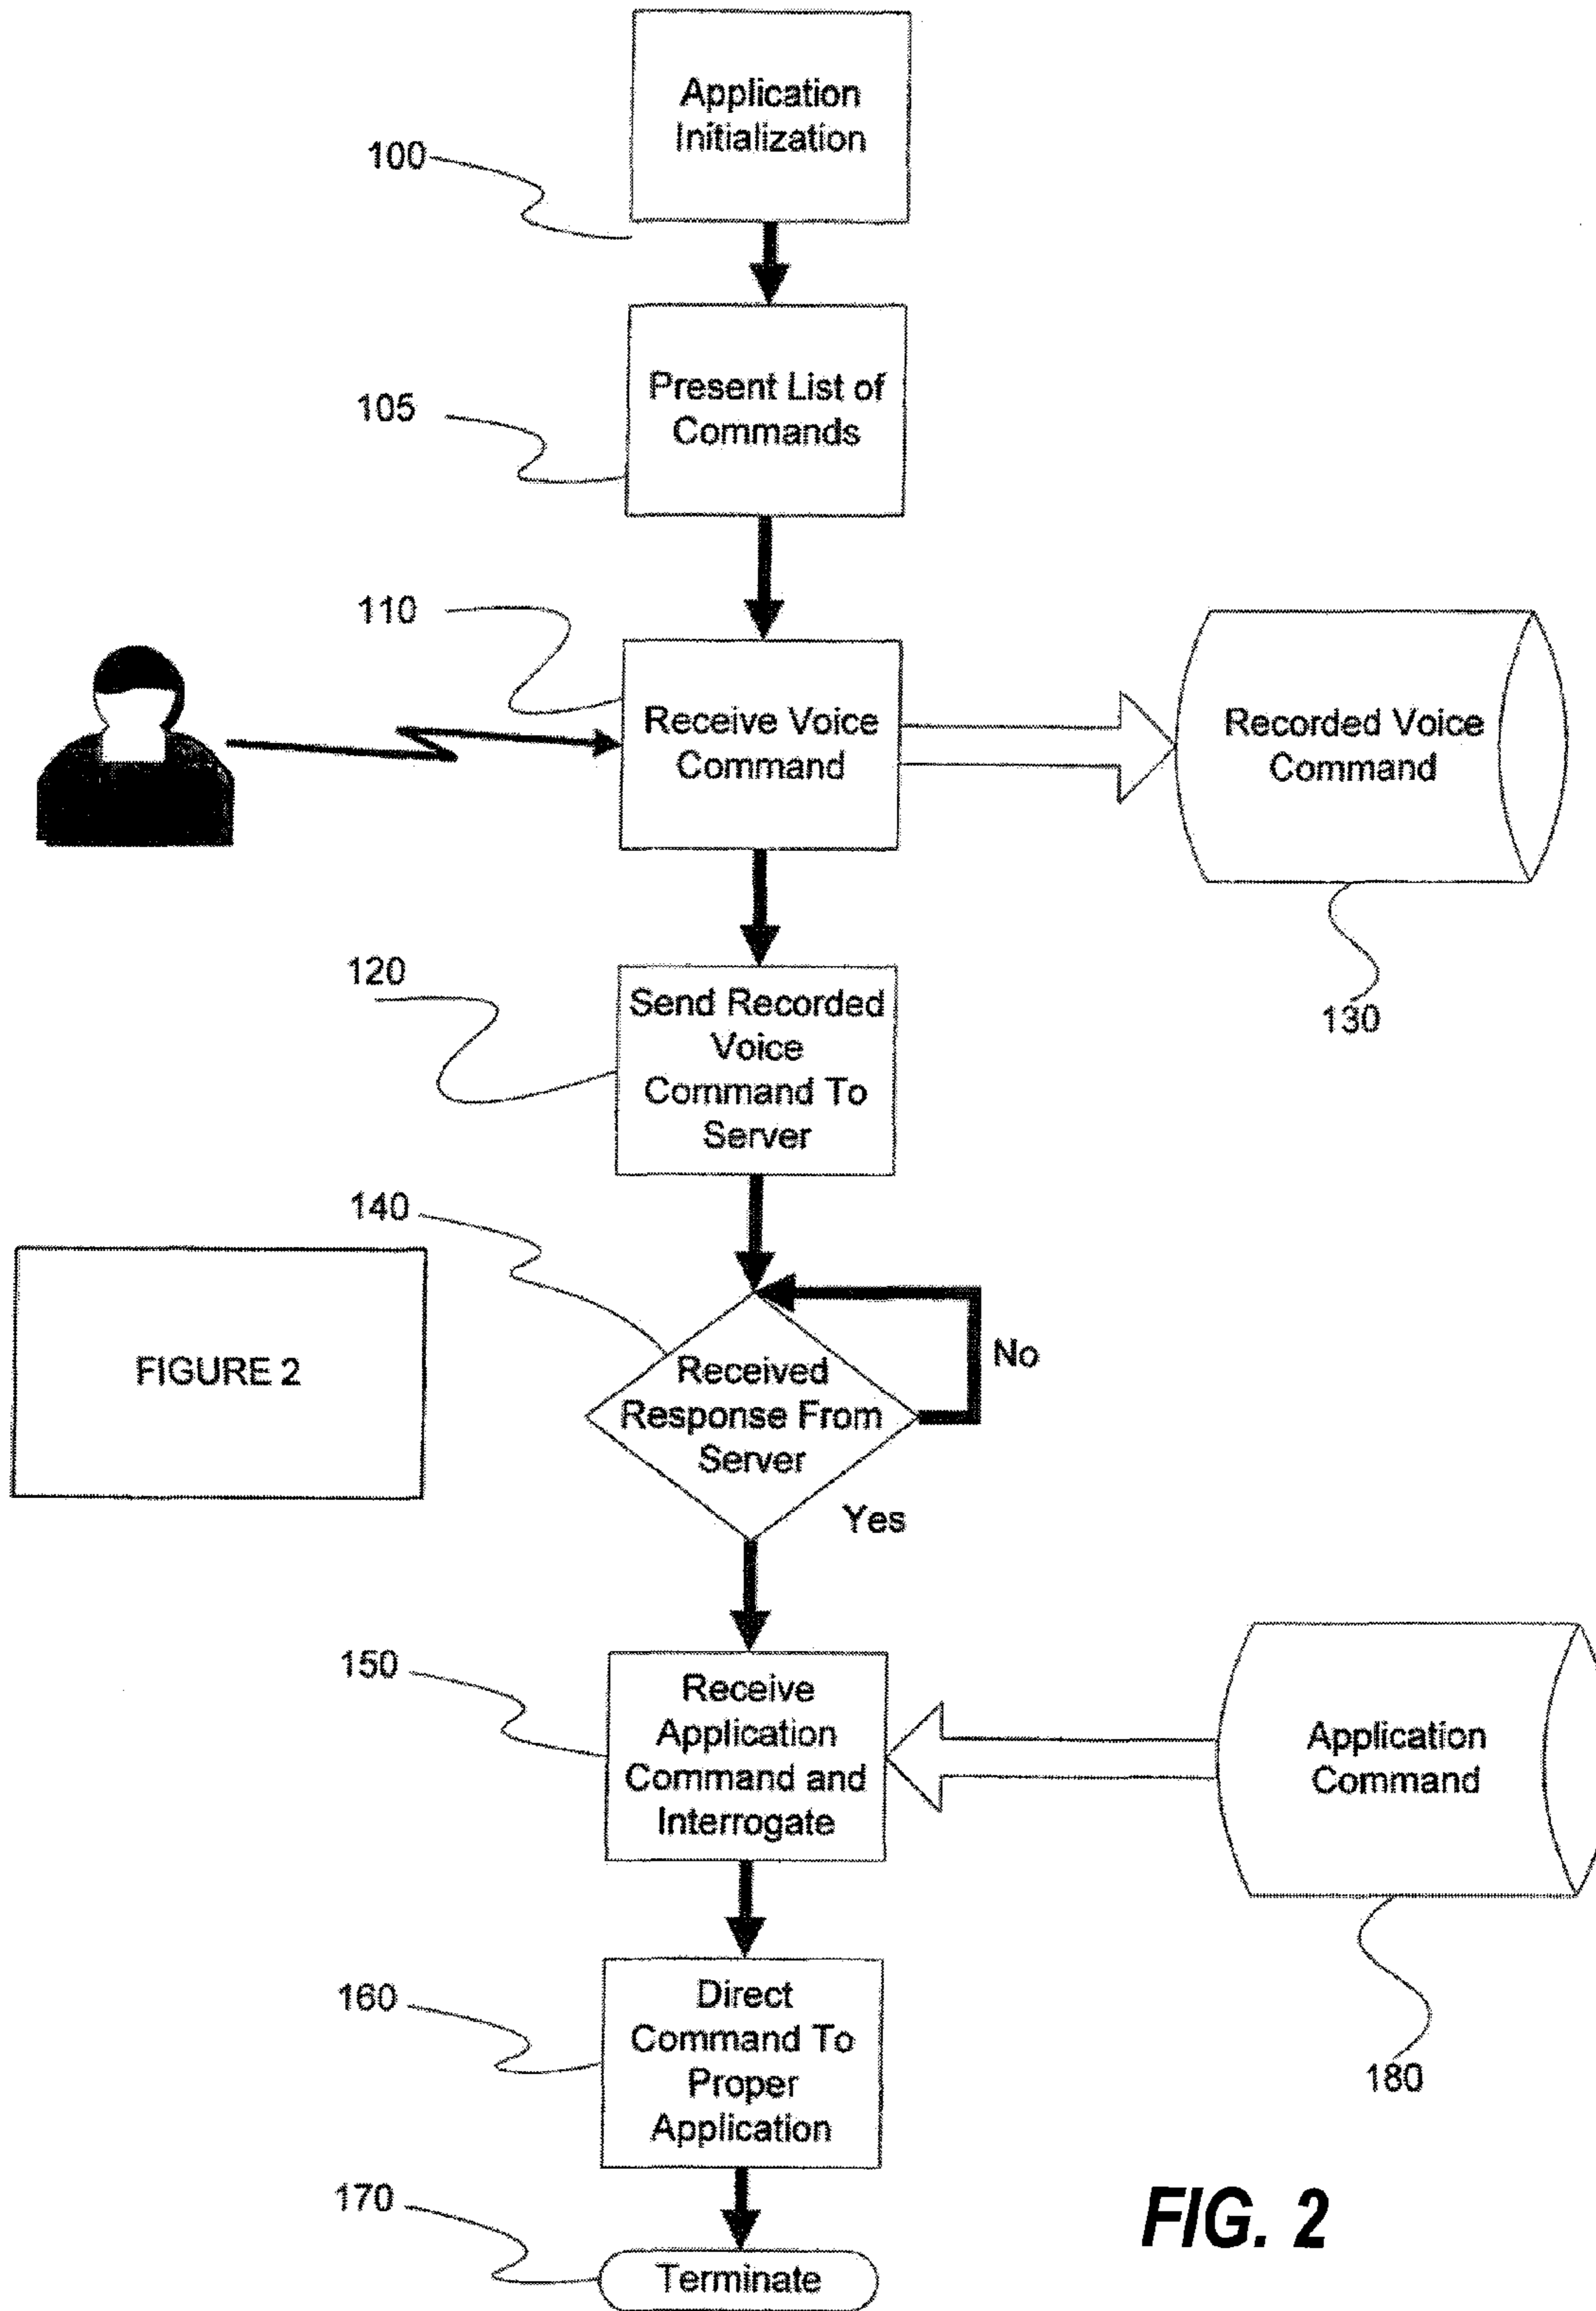 Application
Initialization
100
Present List of
Commands
105
110
Receive Voice
Command
Recorded Voice
Command
130
120
Send Recorded
Voice
Command To
Server
140
Received
Response From
Server
No
Yes
FIGURE 2
150
Receive
Application
Command and
Interrogate
Application
Command
180
160
Direct
Command To
Proper
Application
170
Terminate
FIG. 2